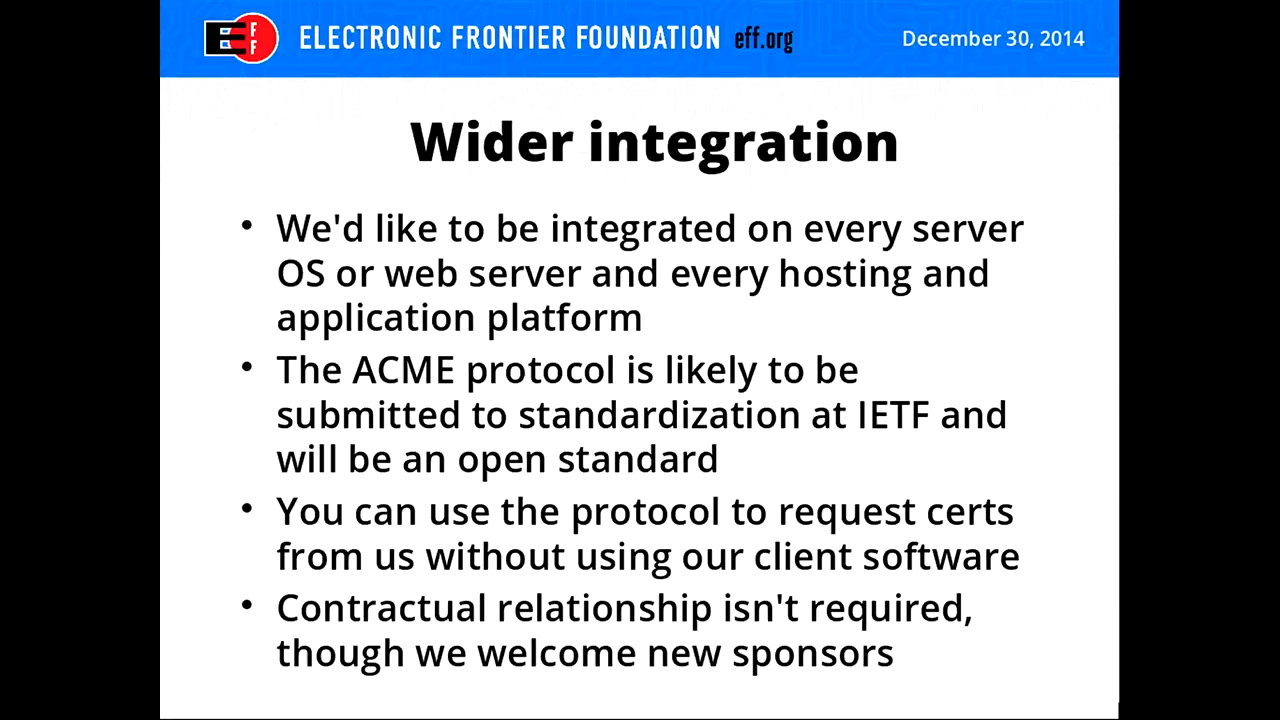 EFF ELECTRONIC FRONTIER FOUNDATION eff.org December 30, 2014
Wider integration
• We'd like to be integrated on every server
OS or web server and every hosting and
application platform
• The ACME protocol is likely to be
submitted to standardization at IETF and
will be an open standard
• You can use the protocol to request certs
from us without using our client software
• Contractual relationship isn't required,
though we welcome new sponsors